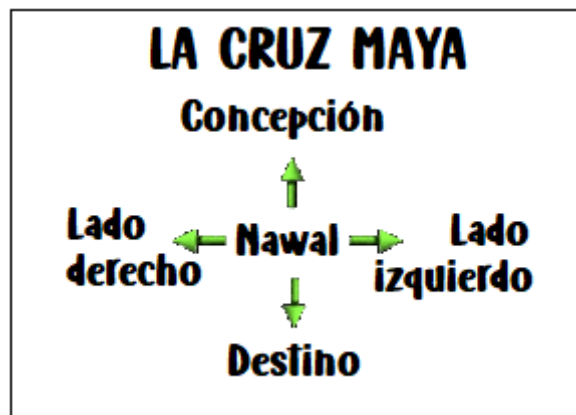 LA CRUZ MAYA
Concepción
Lado
derecho
Nawal
Lado
izquierdo
Destino